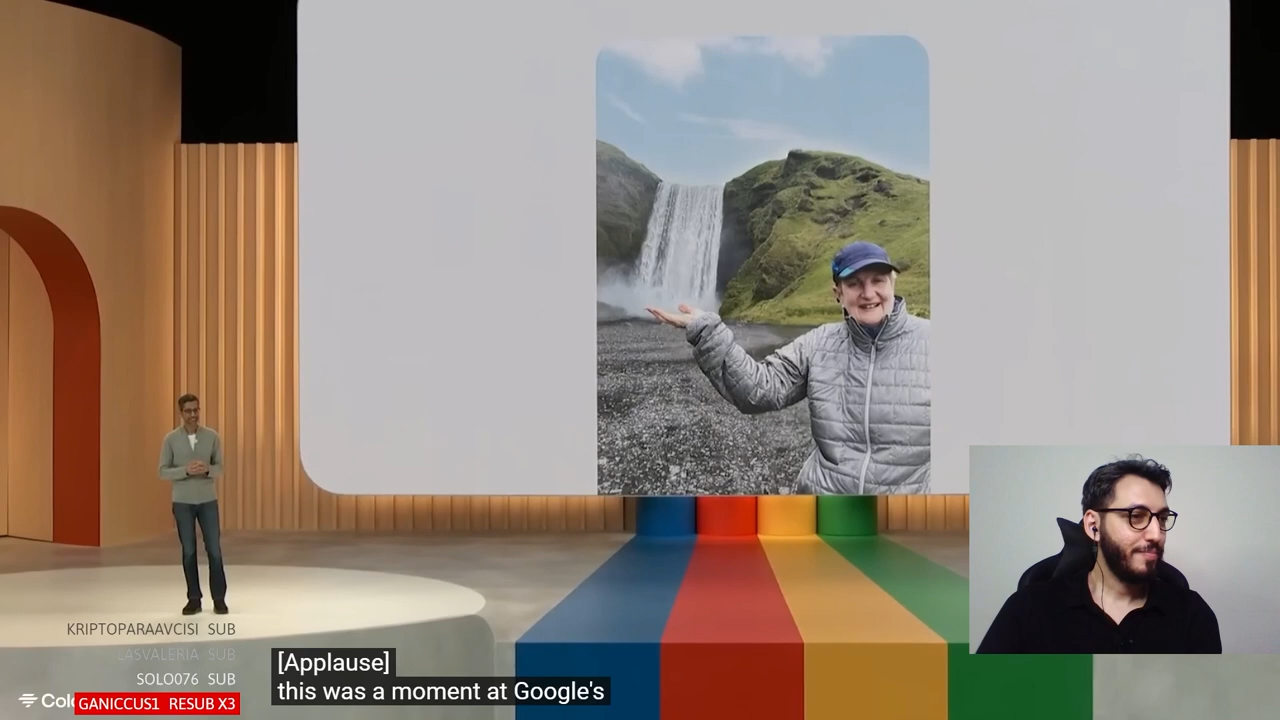 [Applause]
this was a moment at Google's
KRIPTOPARAAVCISI SUB
LASVALERIA SUB
SOLO076 SUB
GANICCUS1 RESUB X3